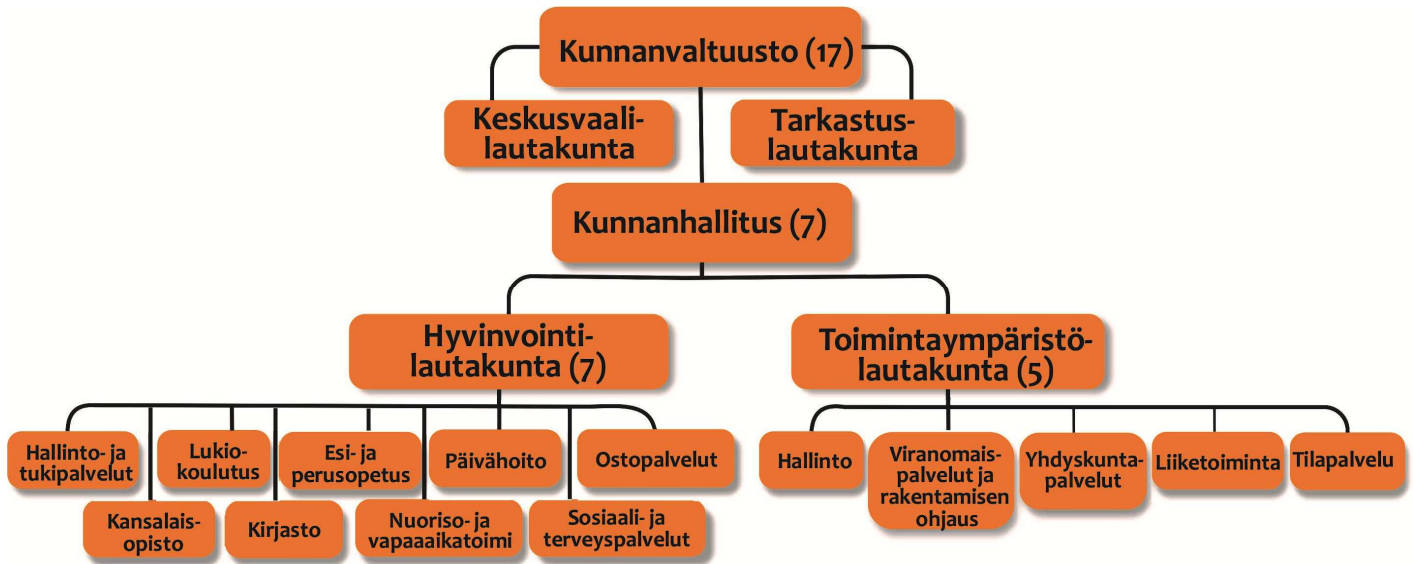 Kunnanvaltuusto (17)
Keskusvaali-
lautakunta
Tarkastus-
lautakunta
Kunnanhallitus (7)
Hyvinvointi-
lautakunta (7)
Toimintaympäristö-
lautakunta (5)
Hallinto- ja
tukipalvelut
Lukio-
koulutus
Esi- ja
perusopetus
Päivähoito
Ostopalvelut
Kansalais-
opisto
Kirjasto
Nuoriso- ja
vapaaaikatoimi
Sosiaali- ja
terveyspalvelut
Hallinto
Viranomais-
palvelut ja
rakentamisen
ohjaus
Yhdyskunta-
palvelut
Liiketoiminta
Tilapalvelu